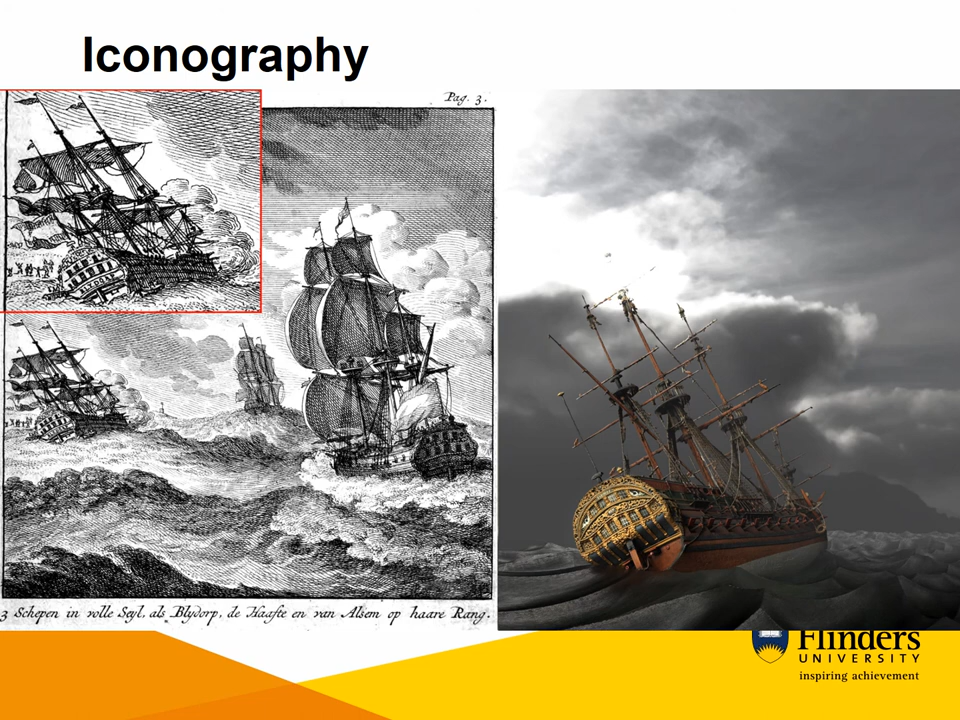 Iconography
Pag. 3.
3 Schepen in volle Seyl, als Blydorp, de Haafte en van Alsem op haare Rang.
Flinders
UNIVERSITY
inspiring achievement